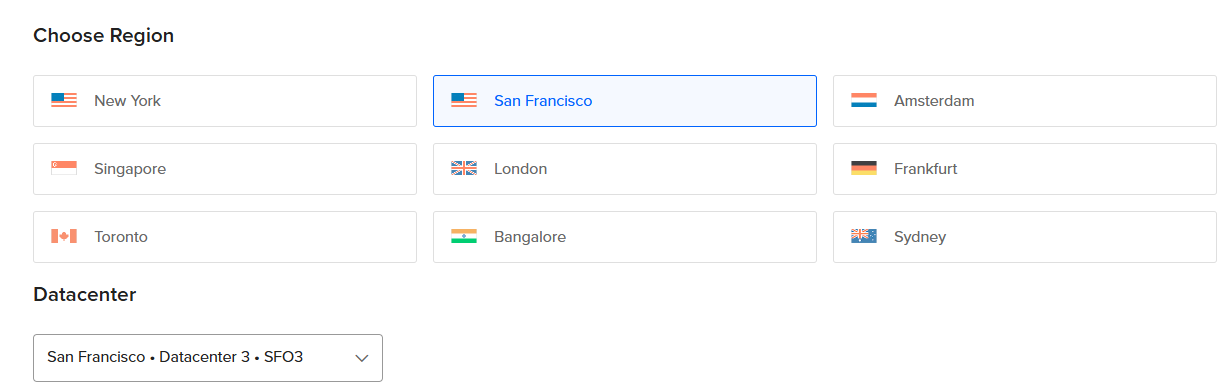 Choose Region
New York
San Francisco
Amsterdam
Singapore
London
Frankfurt
Toronto
Bangalore
Sydney
Datacenter
San Francisco • Datacenter 3 • SFO3